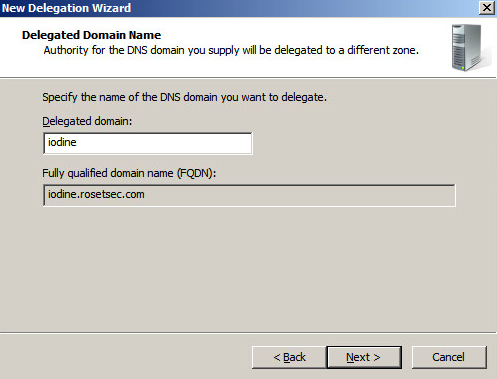 New Delegation Wizard
Delegated Domain Name
Authority for the DNS domain you supply will be delegated to a different zone.
Specify the name of the DNS domain you want to delegate.
Delegated domain:
iodine
Fully qualified domain name (FQDN):
iodine.rosetsec.com
< Back
Next >
Cancel